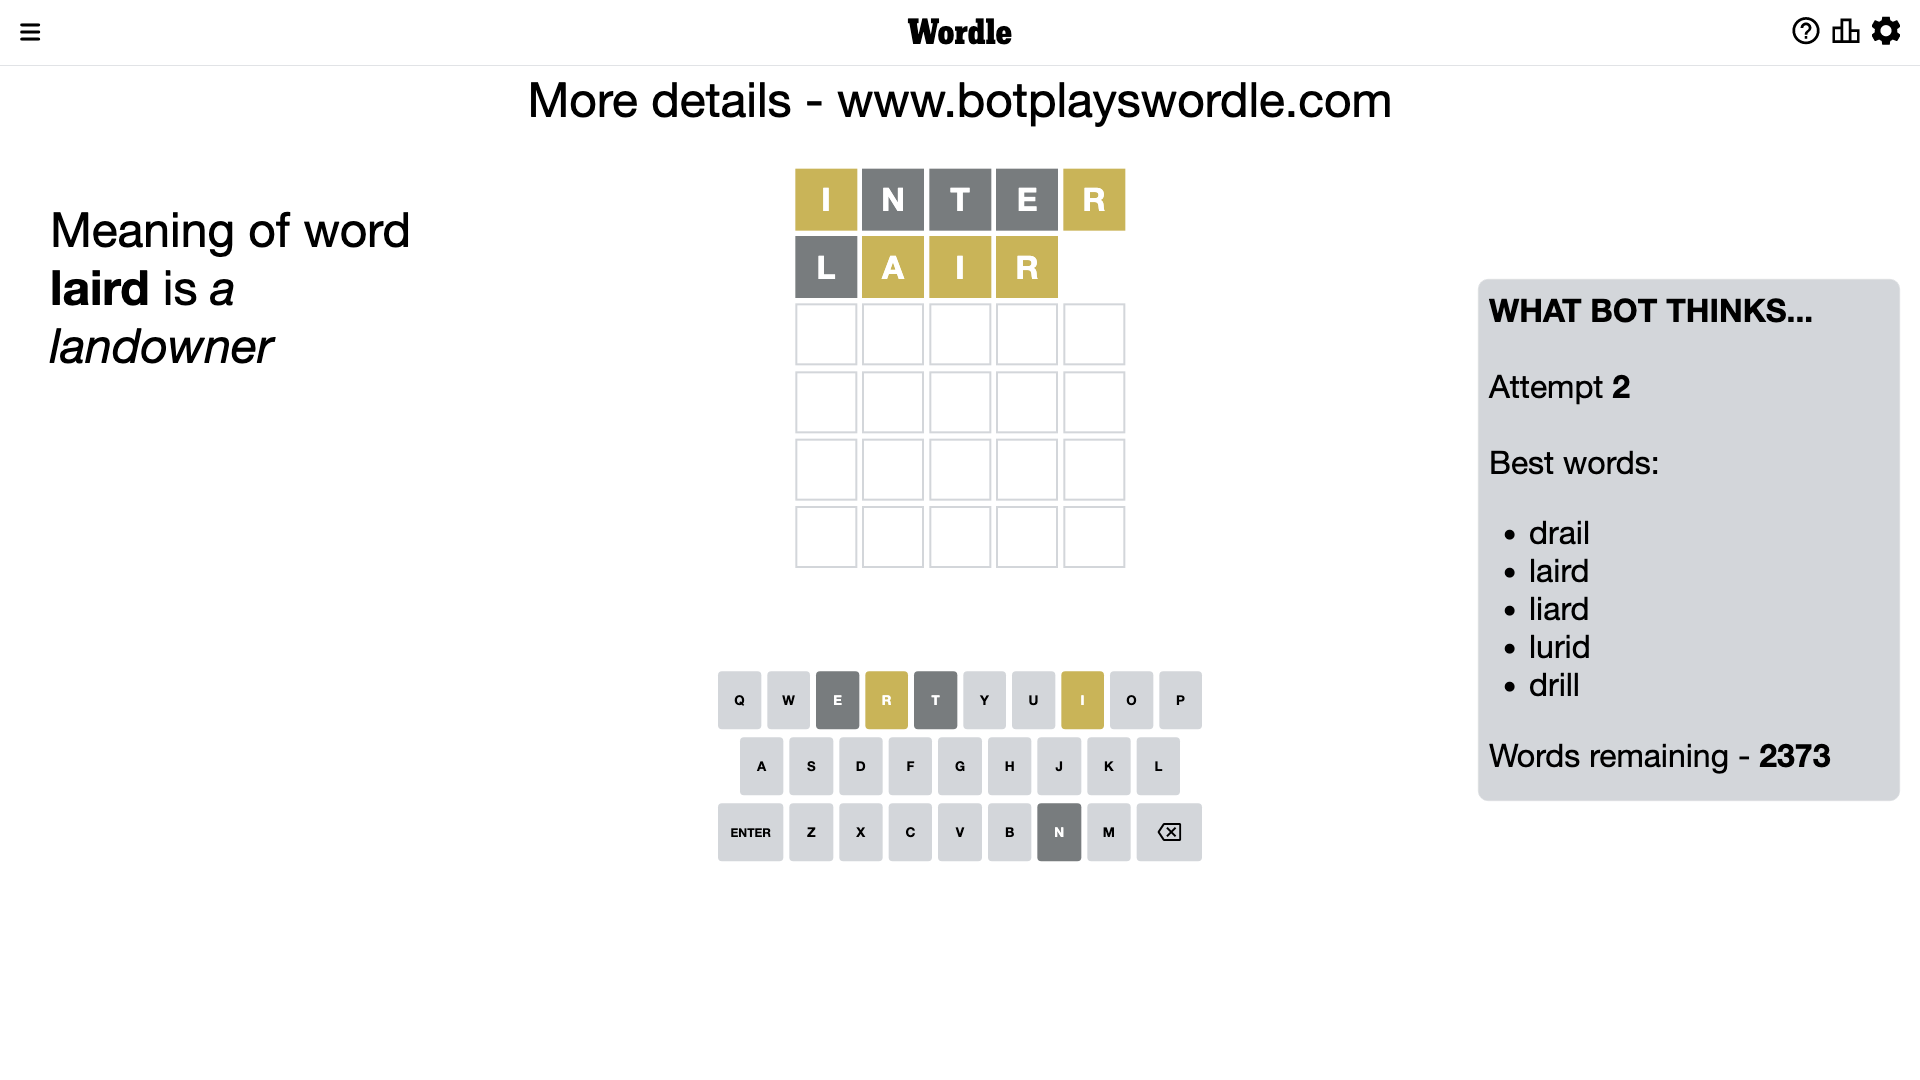 Wordle
More details - www.botplayswordle.com
Meaning of word
laird is a
landowner
I N T E R
L A I R
WHAT BOT THINKS...
Attempt 2
Best words:
• drail
• laird
• liard
• lurid
• drill
Words remaining - 2373
Q W E R T Y U I O P
A S D F G H J K L
ENTER Z X C V B N M